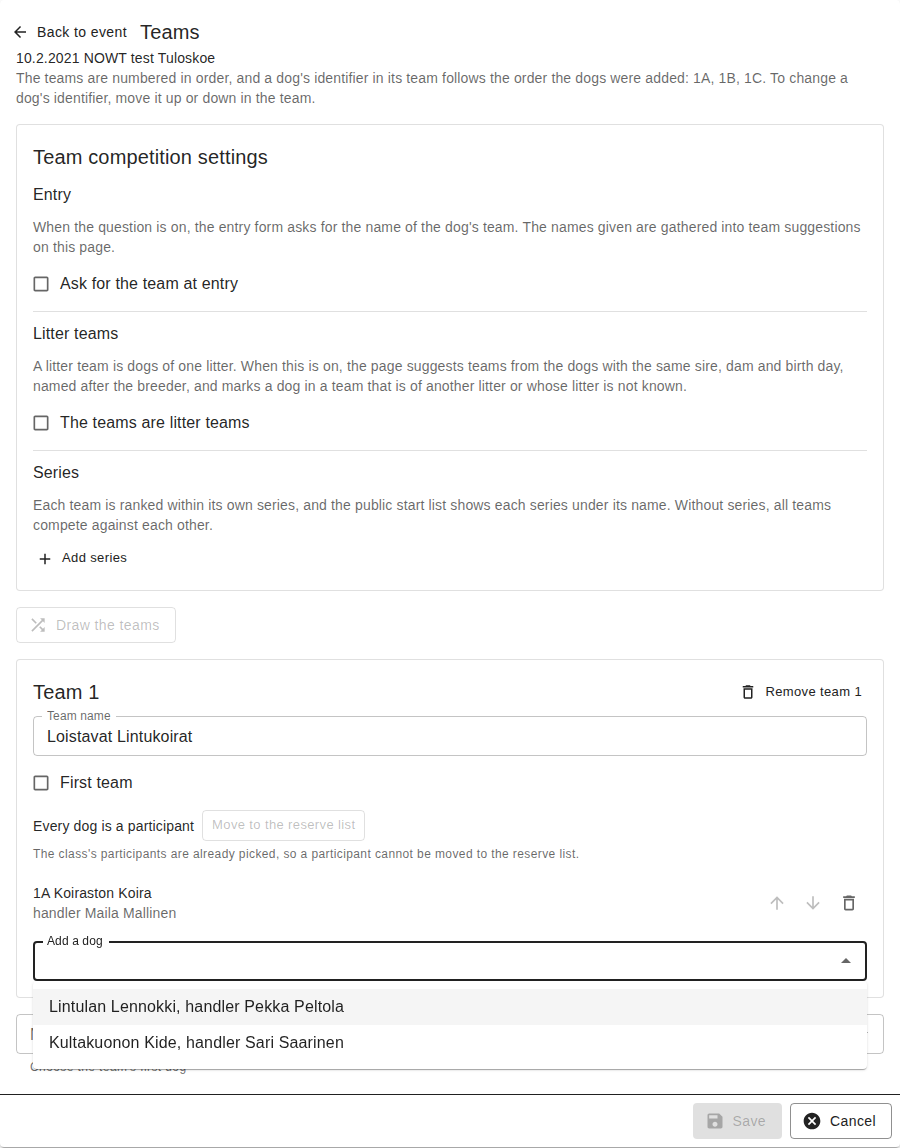 Back to event Teams
10.2.2021 NOWT test Tuloskoe
The teams are numbered in order, and a dog's identifier in its team follows the order the dogs were added: 1A, 1B, 1C. To change a
dog's identifier, move it up or down in the team.
Team competition settings
Entry
When the question is on, the entry form asks for the name of the dog's team. The names given are gathered into team suggestions
on this page.
Ask for the team at entry
Litter teams
A litter team is dogs of one litter. When this is on, the page suggests teams from the dogs with the same sire, dam and birth day,
named after the breeder, and marks a dog in a team that is of another litter or whose litter is not known.
The teams are litter teams
Series
Each team is ranked within its own series, and the public start list shows each series under its name. Without series, all teams
compete against each other.
Add series
Draw the teams
Team 1
Remove team 1
Team name
Loistavat Lintukoirat
First team
Every dog is a participant
Move to the reserve list
The class's participants are already picked, so a participant cannot be moved to the reserve list.
1A Koiraston Koira
handler Maila Mallinen
Add a dog
Lintulan Lennokki, handler Pekka Peltola
Kultakuonon Kide, handler Sari Saarinen
Choose the team's first dog
Save
Cancel